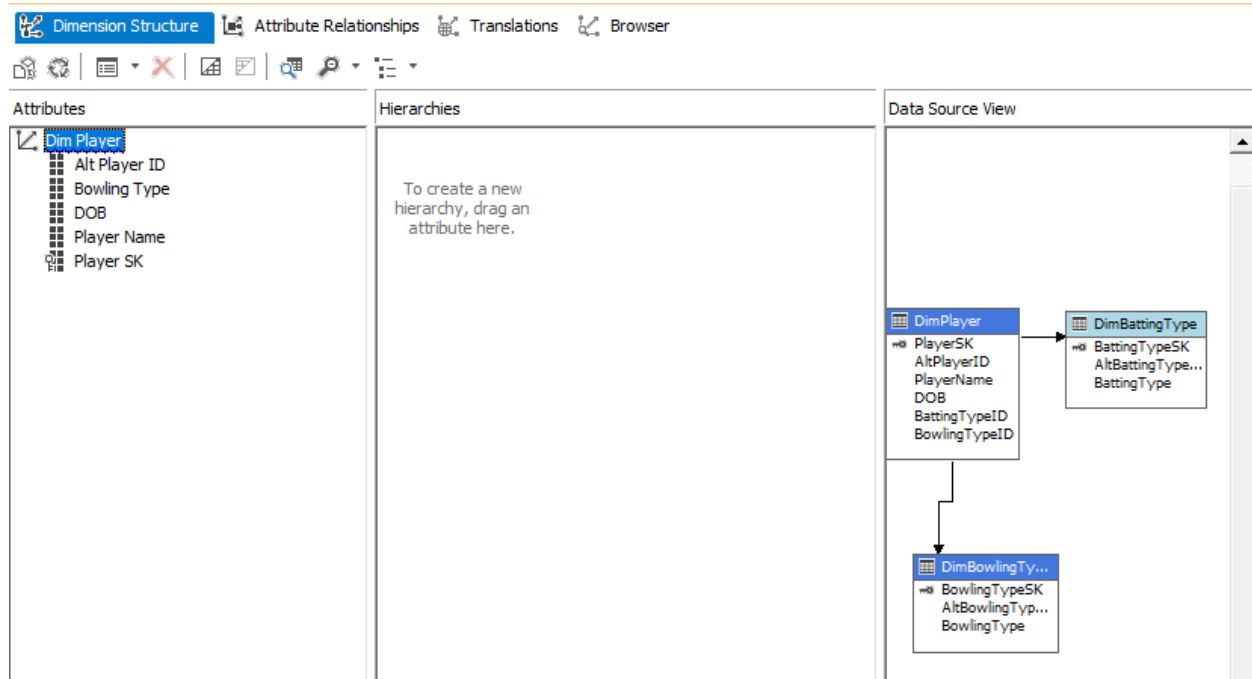 Dimension Structure Attribute Relationships Translations Browser
Attributes
Hierarchies
Data Source View
Dim Player
Alt Player ID
Bowling Type
DOB
Player Name
Player SK
To create a new
hierarchy, drag an
attribute here.
DimPlayer
PlayerSK
AltPlayerID
PlayerName
DOB
BattingTypeID
BowlingTypeID
DimBattingType
BattingTypeSK
AltBattingType...
BattingType
DimBowlingTy...
BowlingTypeSK
AltBowlingTyp...
BowlingType